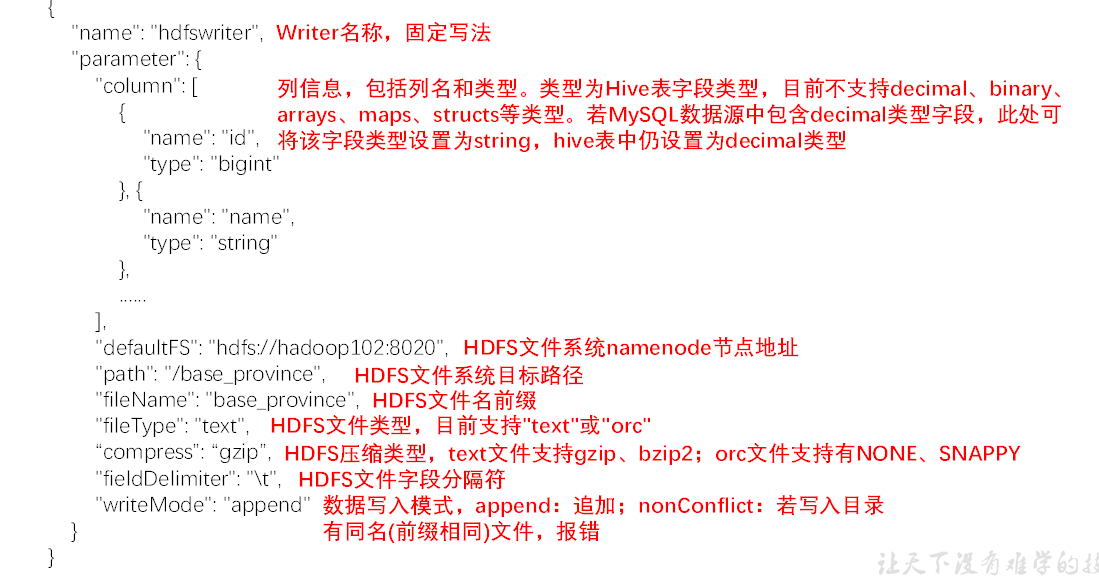 {
"name": "hdfswriter", Writer名称，固定写法
"parameter": {
"column": [ 列信息，包括列名和类型。类型为Hive表字段类型，目前不支持decimal、binary、
{ arrays、maps、structs等类型。若MySQL数据源中包含decimal类型字段，此处可
"name": "id", 将该字段类型设置为string，hive表中仍设置为decimal类型
"type": "bigint"
}, {
"name": "name",
"type": "string"
},
......
],
"defaultFS": "hdfs://hadoop102:8020", HDFS文件系统namenode节点地址
"path": "/base_province", HDFS文件系统目标路径
"fileName": "base_province", HDFS文件名前缀
"fileType": "text", HDFS文件类型，目前支持"text"或"orc"
“compress”: “gzip”, HDFS压缩类型，text文件支持gzip、bzip2；orc文件支持有NONE、SNAPPY
"fieldDelimiter": "\t", HDFS文件字段分隔符
"writeMode": "append" 数据写入模式，append：追加；nonConflict：若写入目录
} 有同名(前缀相同)文件，报错
}
让天下没有难学的技